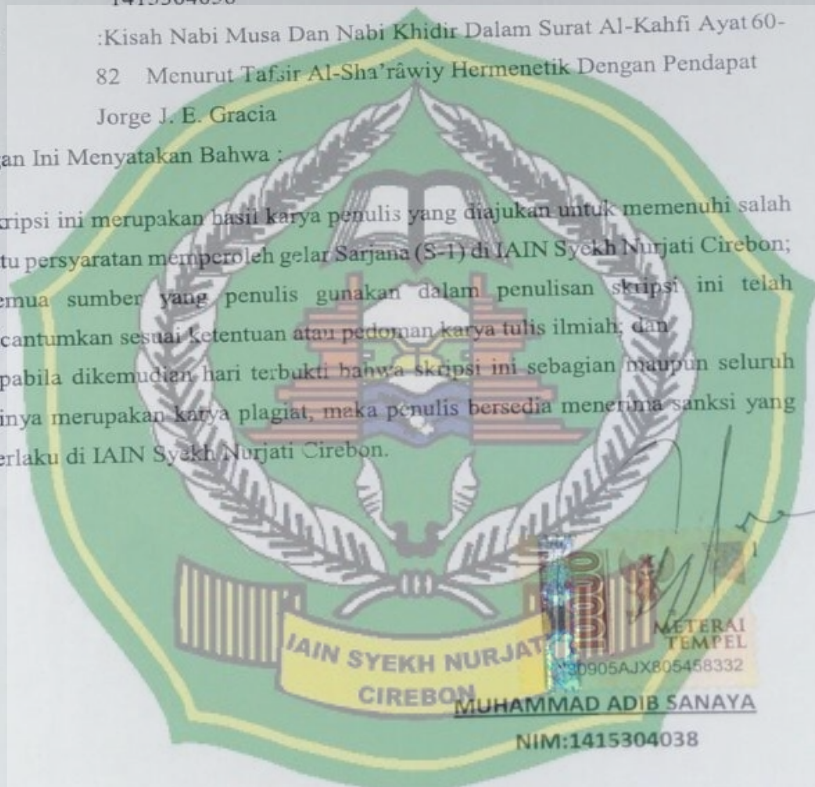 1415304038
:Kisah Nabi Musa Dan Nabi Khidir Dalam Surat Al-Kahfi Ayat 60-
82 Menurut Tafsir Al-Sha'râwiy Hermenetik Dengan Pendapat
Jorge J. E. Gracia
gan Ini Menyatakan Bahwa :
kripsi ini merupakan hasil karya penulis yang diajukan untuk memenuhi salah
tu persyaratan memperoleh gelar Sarjana (S-1) di IAIN Syekh Nurjati Cirebon;
emua sumber yang penulis gunakan dalam penulisan skripsi ini telah
cantumkan sesuai ketentuan atau pedoman karya tulis ilmiah; dan
pabila dikemudian hari terbukti bahwa skripsi ini sebagian maupun seluruh
inya merupakan karya plagiat, maka penulis bersedia menerima sanksi yang
erlaku di IAIN Syekh Nurjati Cirebon.
METERAI
TEMPEL
30905AJX805458332
IAIN SYEKH NURJAT
CIREBON
MUHAMMAD ADIB SANAYA
NIM:1415304038